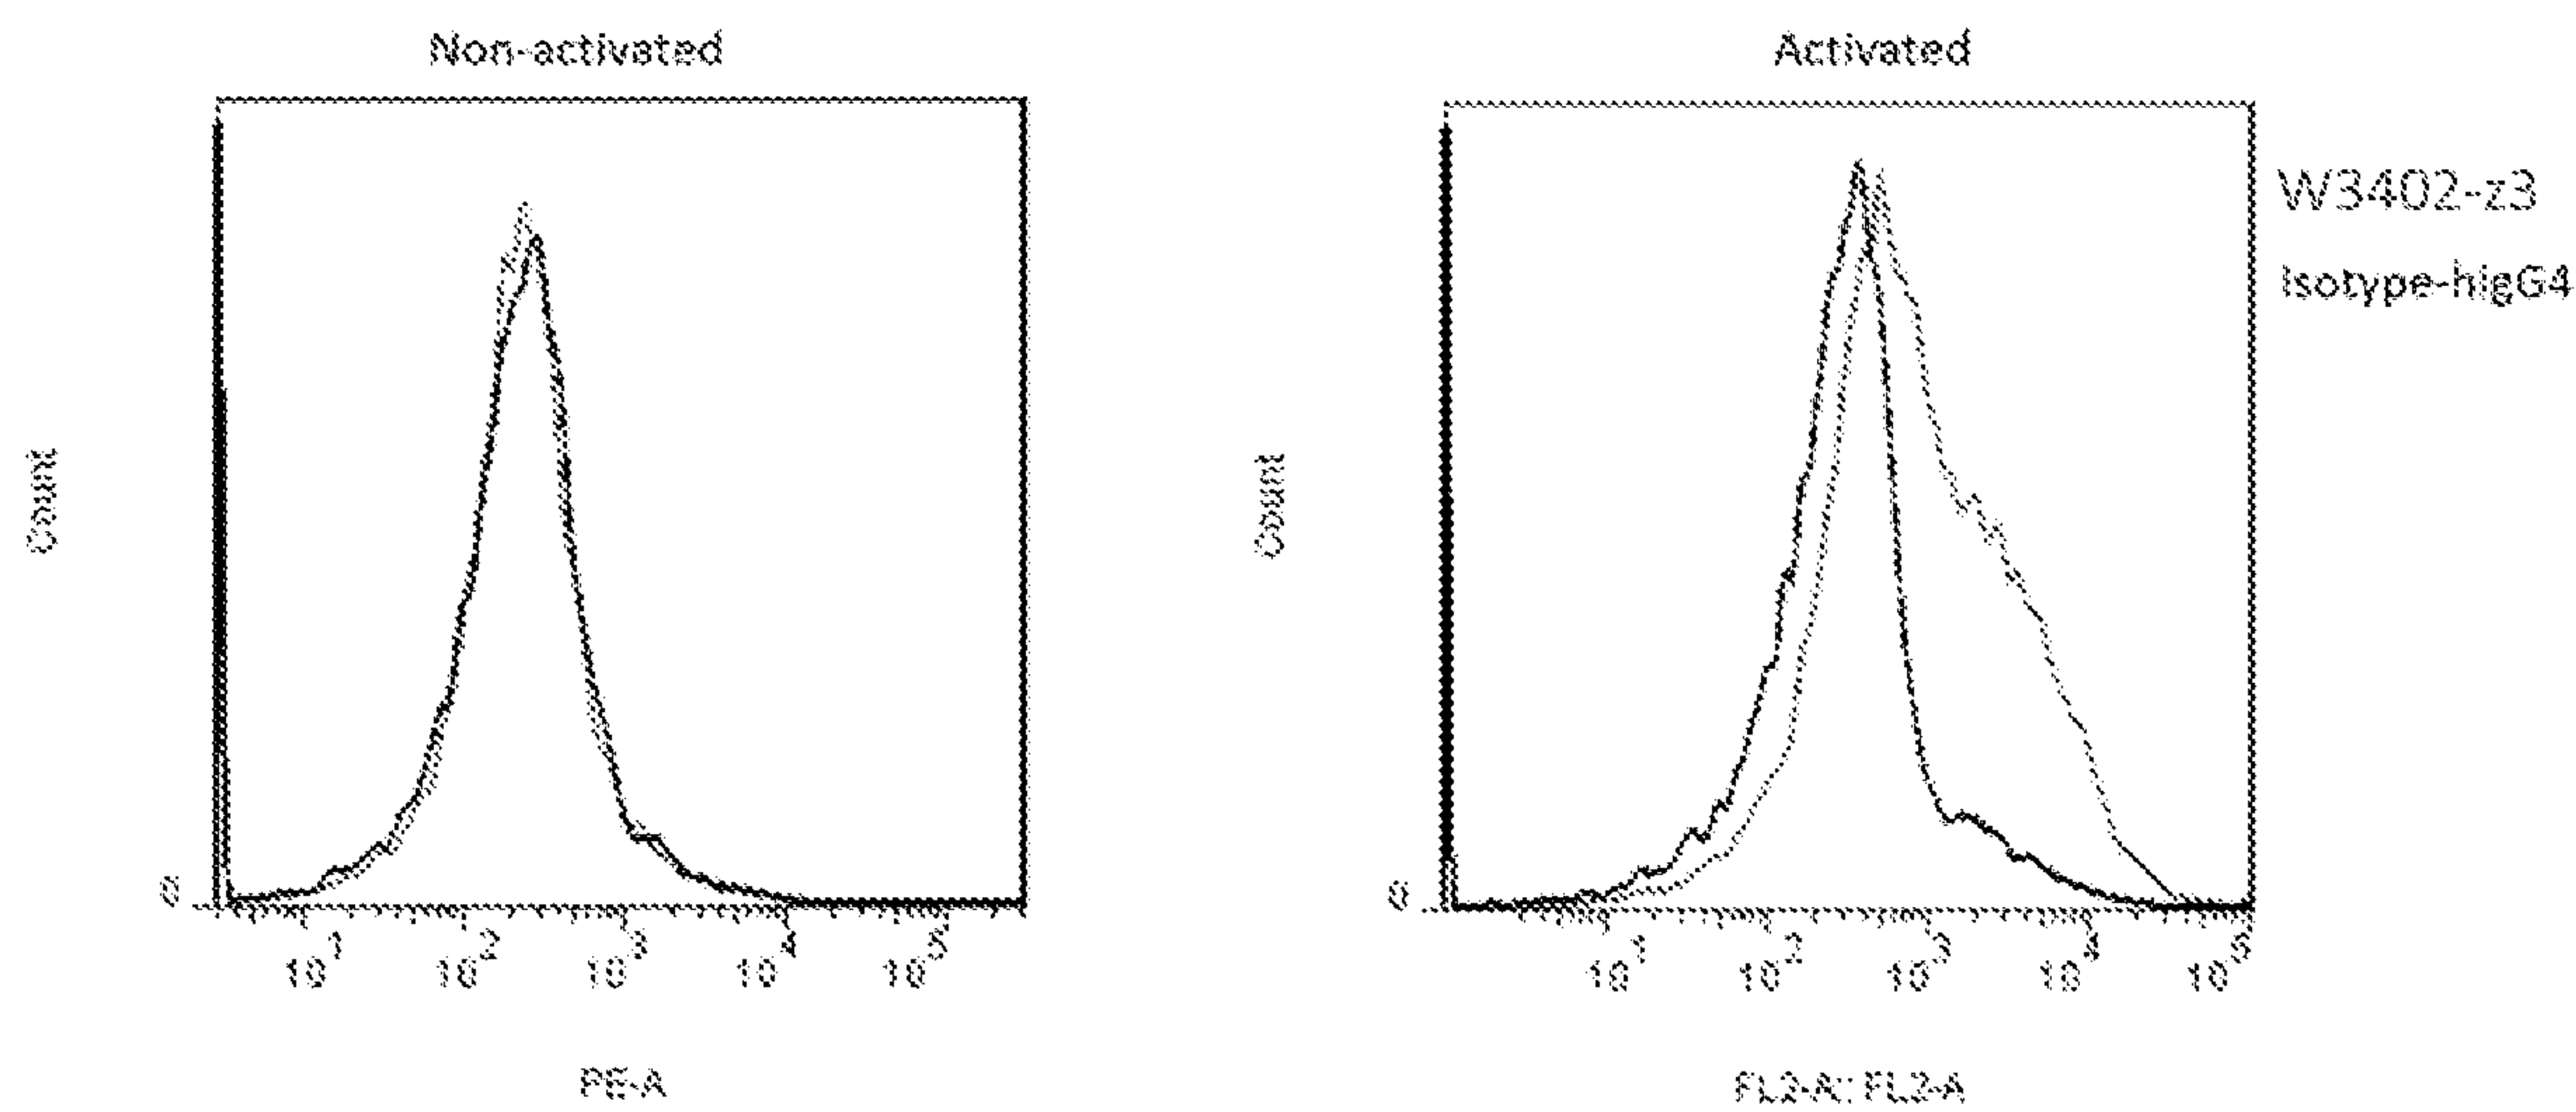 Non-activated
Count
0
10^1 10^2 10^3 10^4 10^5
PE-A
Activated
W3402-z3
Isotype-hIgG4
Count
0
10^1 10^2 10^3 10^4 10^5
FL2-A:: FL2-A